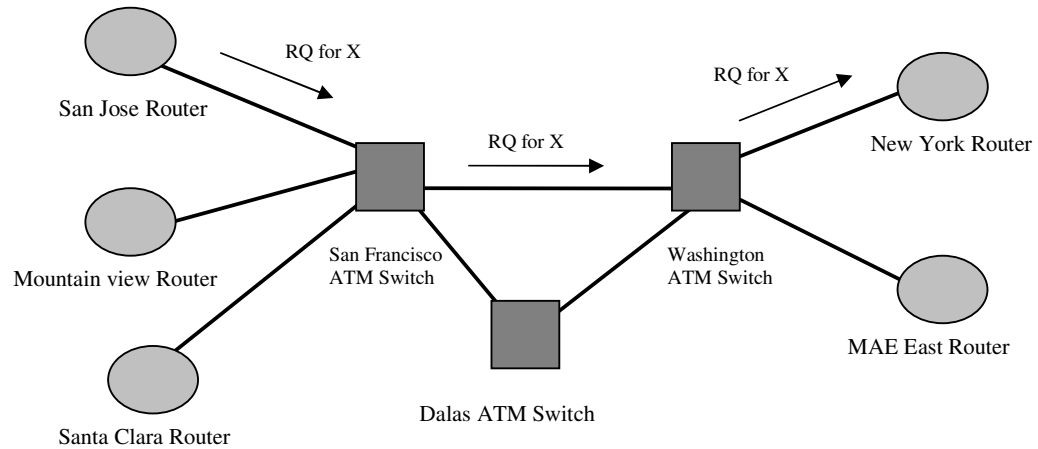 RQ for X
RQ for X
San Jose Router
RQ for X
New York Router
Mountain view Router
San Francisco
ATM Switch
Washington
ATM Switch
MAE East Router
Dalas ATM Switch
Santa Clara Router